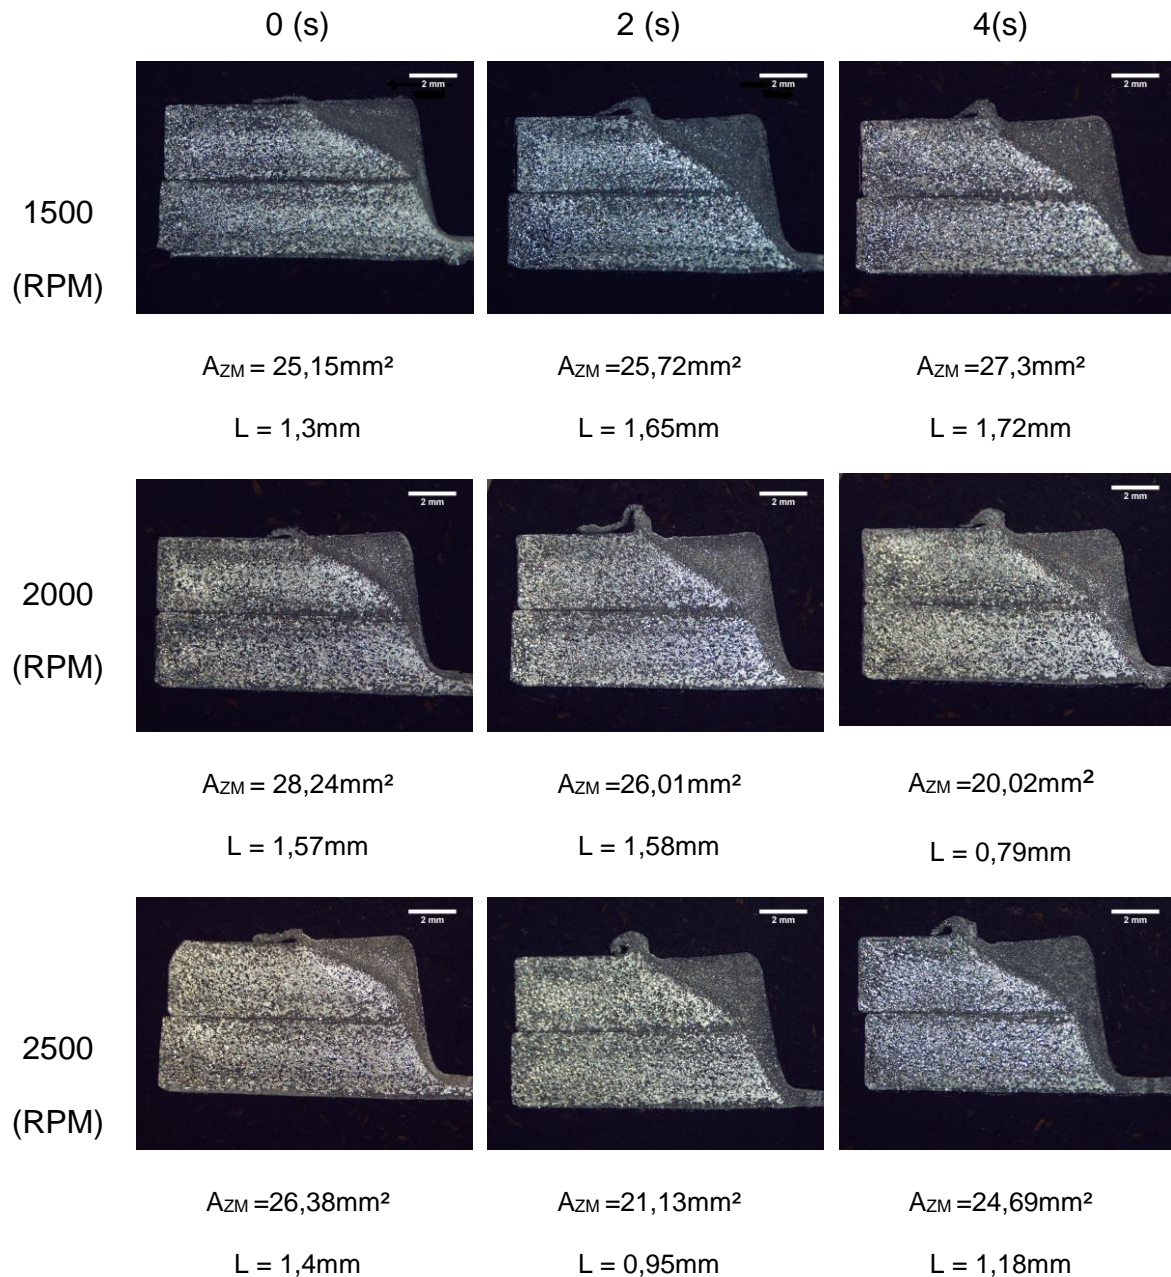 0 (s) 2 (s) 4(s)
2 mm 2 mm 2 mm
1500
(RPM)
AZM = 25,15mm² AZM =25,72mm² AZM =27,3mm²
L = 1,3mm L = 1,65mm L = 1,72mm
2 mm 2 mm 2 mm
2000
(RPM)
AZM = 28,24mm² AZM =26,01mm² AZM =20,02mm²
L = 1,57mm L = 1,58mm L = 0,79mm
2 mm 2 mm 2 mm
2500
(RPM)
AZM =26,38mm² AZM =21,13mm² AZM =24,69mm²
L = 1,4mm L = 0,95mm L = 1,18mm